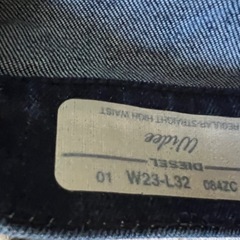 REGULAR-STRAIGHT HIGH WAIST
Widee
DIESEL
01 W23-L32 084ZC